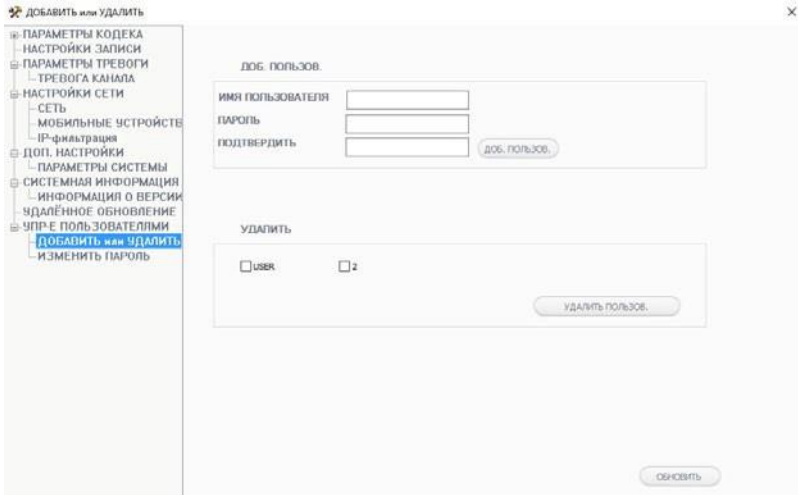 ДОБАВИТЬ или УДАЛИТЬ
ПАРАМЕТРЫ КОДЕКА
НАСТРОЙКИ ЗАПИСИ
ПАРАМЕТРЫ ТРЕВОГИ
ТРЕВОГА КАНАЛА
НАСТРОЙКИ СЕТИ
СЕТЬ
МОБИЛЬНЫЕ УСТРОЙСТВ
IP-фильтрация
ДОП. НАСТРОЙКИ
ПАРАМЕТРЫ СИСТЕМЫ
СИСТЕМНАЯ ИНФОРМАЦИЯ
ИНФОРМАЦИЯ О ВЕРСИИ
УДАЛЁННОЕ ОБНОВЛЕНИЕ
УПР-Е ПОЛЬЗОВАТЕЛЯМИ
ДОБАВИТЬ или УДАЛИТЬ
ИЗМЕНИТЬ ПАРОЛЬ
ДОБ. ПОЛЬЗОВ.
ИМЯ ПОЛЬЗОВАТЕЛЯ
ПАРОЛЬ
ПОДТВЕРДИТЬ
ДОБ. ПОЛЬЗОВ.
УДАЛИТЬ
USER
2
УДАЛИТЬ ПОЛЬЗОВ.
ОБНОВИТЬ